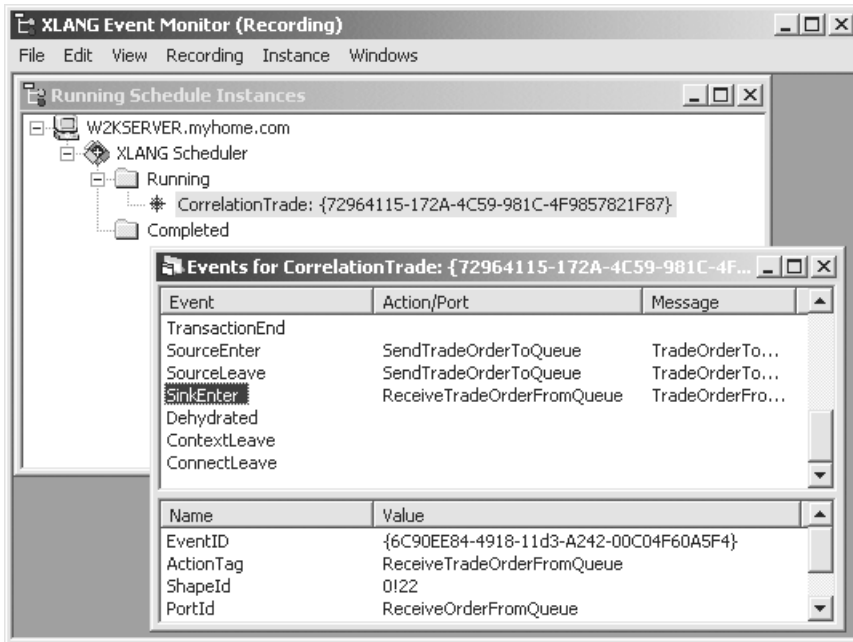 XLANG Event Monitor (Recording)
File Edit View Recording Instance Windows
Running Schedule Instances
W2KSERVER.myhome.com
XLANG Scheduler
Running
CorrelationTrade: {72964115-172A-4C59-981C-4F9857821F87}
Completed
Events for CorrelationTrade: {72964115-172A-4C59-981C-4F...
Event Action/Port Message
TransactionEnd
SourceEnter SendTradeOrderToQueue TradeOrderTo...
SourceLeave SendTradeOrderToQueue TradeOrderTo...
SinkEnter ReceiveTradeOrderFromQueue TradeOrderFro...
Dehydrated
ContextLeave
ConnectLeave
Name Value
EventID {6C90EE84-4918-11d3-A242-00C04F60A5F4}
ActionTag ReceiveTradeOrderFromQueue
ShapeId 0!22
PortId ReceiveOrderFromQueue